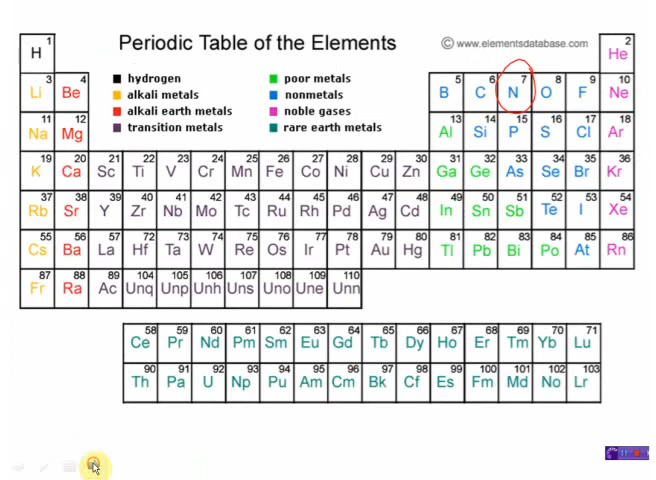 Periodic Table of the Elements
© www.elementsdatabase.com
hydrogen poor metals
alkali metals nonmetals
alkali earth metals noble gases
transition metals rare earth metals
1 2
H He
3 4 5 6 7 8 9 10
Li Be B C N O F Ne
11 12 13 14 15 16 17 18
Na Mg Al Si P S Cl Ar
19 20 21 22 23 24 25 26 27 28 29 30 31 32 33 34 35 36
K Ca Sc Ti V Cr Mn Fe Co Ni Cu Zn Ga Ge As Se Br Kr
37 38 39 40 41 42 43 44 45 46 47 48 49 50 51 52 53 54
Rb Sr Y Zr Nb Mo Tc Ru Rh Pd Ag Cd In Sn Sb Te I Xe
55 56 57 72 73 74 75 76 77 78 79 80 81 82 83 84 85 86
Cs Ba La Hf Ta W Re Os Ir Pt Au Hg Tl Pb Bi Po At Rn
87 88 89 104 105 106 107 108 109 110
Fr Ra Ac Unq Unp Unh Uns Uno Une Unn
58 59 60 61 62 63 64 65 66 67 68 69 70 71
Ce Pr Nd Pm Sm Eu Gd Tb Dy Ho Er Tm Yb Lu
90 91 92 93 94 95 96 97 98 99 100 101 102 103
Th Pa U Np Pu Am Cm Bk Cf Es Fm Md No Lr